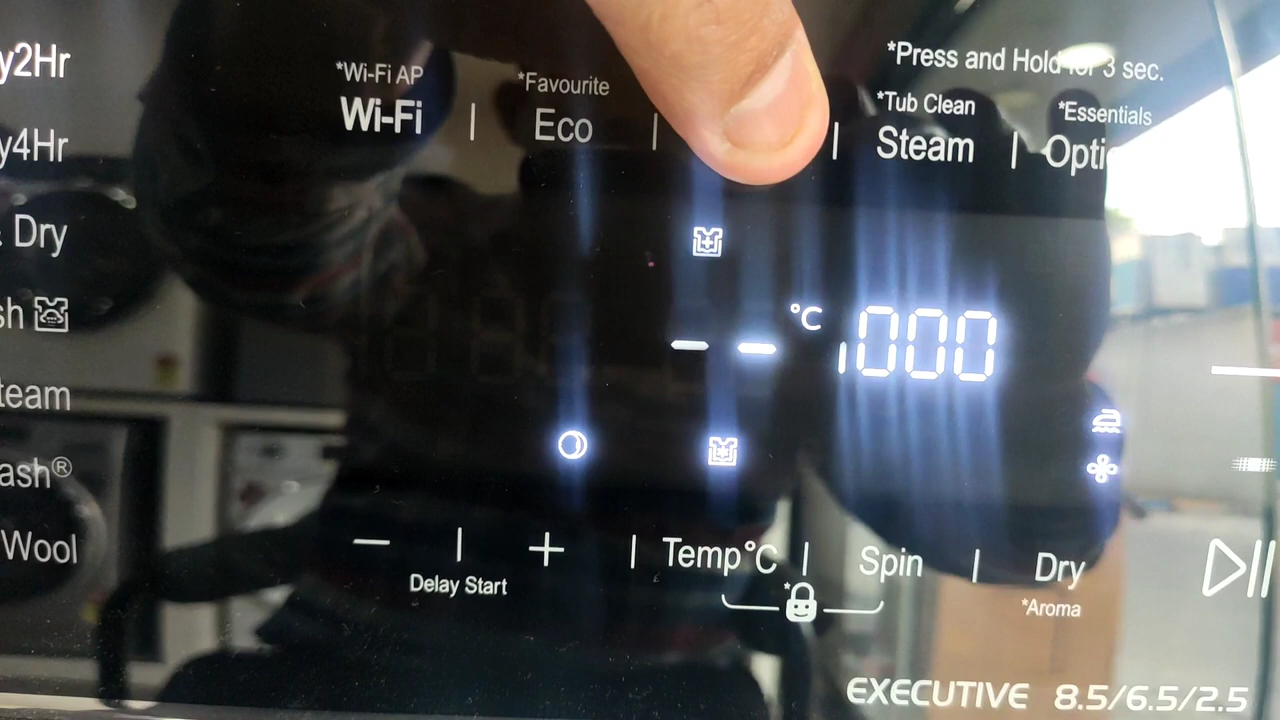 y2Hr
y4Hr
Dry
sh
team
ash®
Wool
*Press and Hold for 3 sec.
*Wi-Fi AP
Wi-Fi
*Favourite
Eco
*Tub Clean
Steam
*Essentials
Opti
°C
1000
− + Temp°C Spin Dry
Delay Start
*Aroma
EXECUTIVE 8.5/6.5/2.5